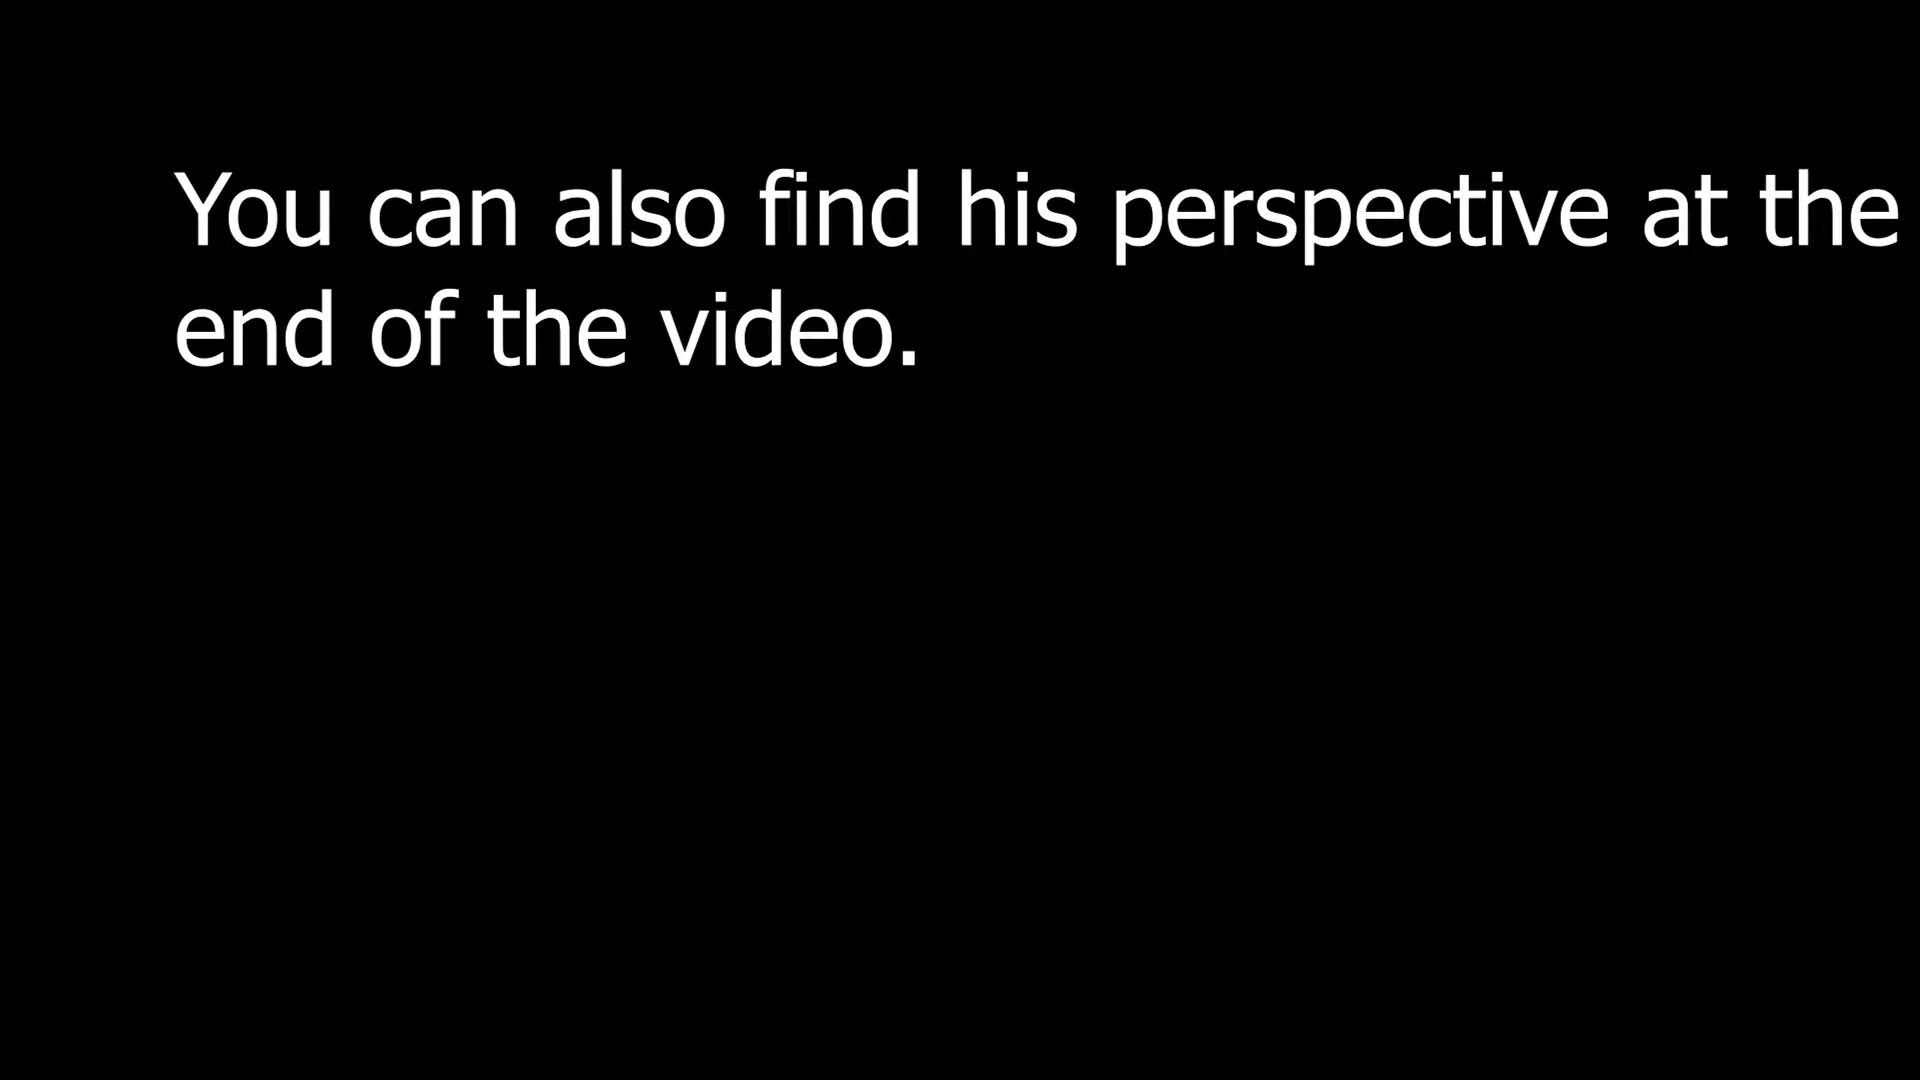 You can also find his perspective at the
end of the video.